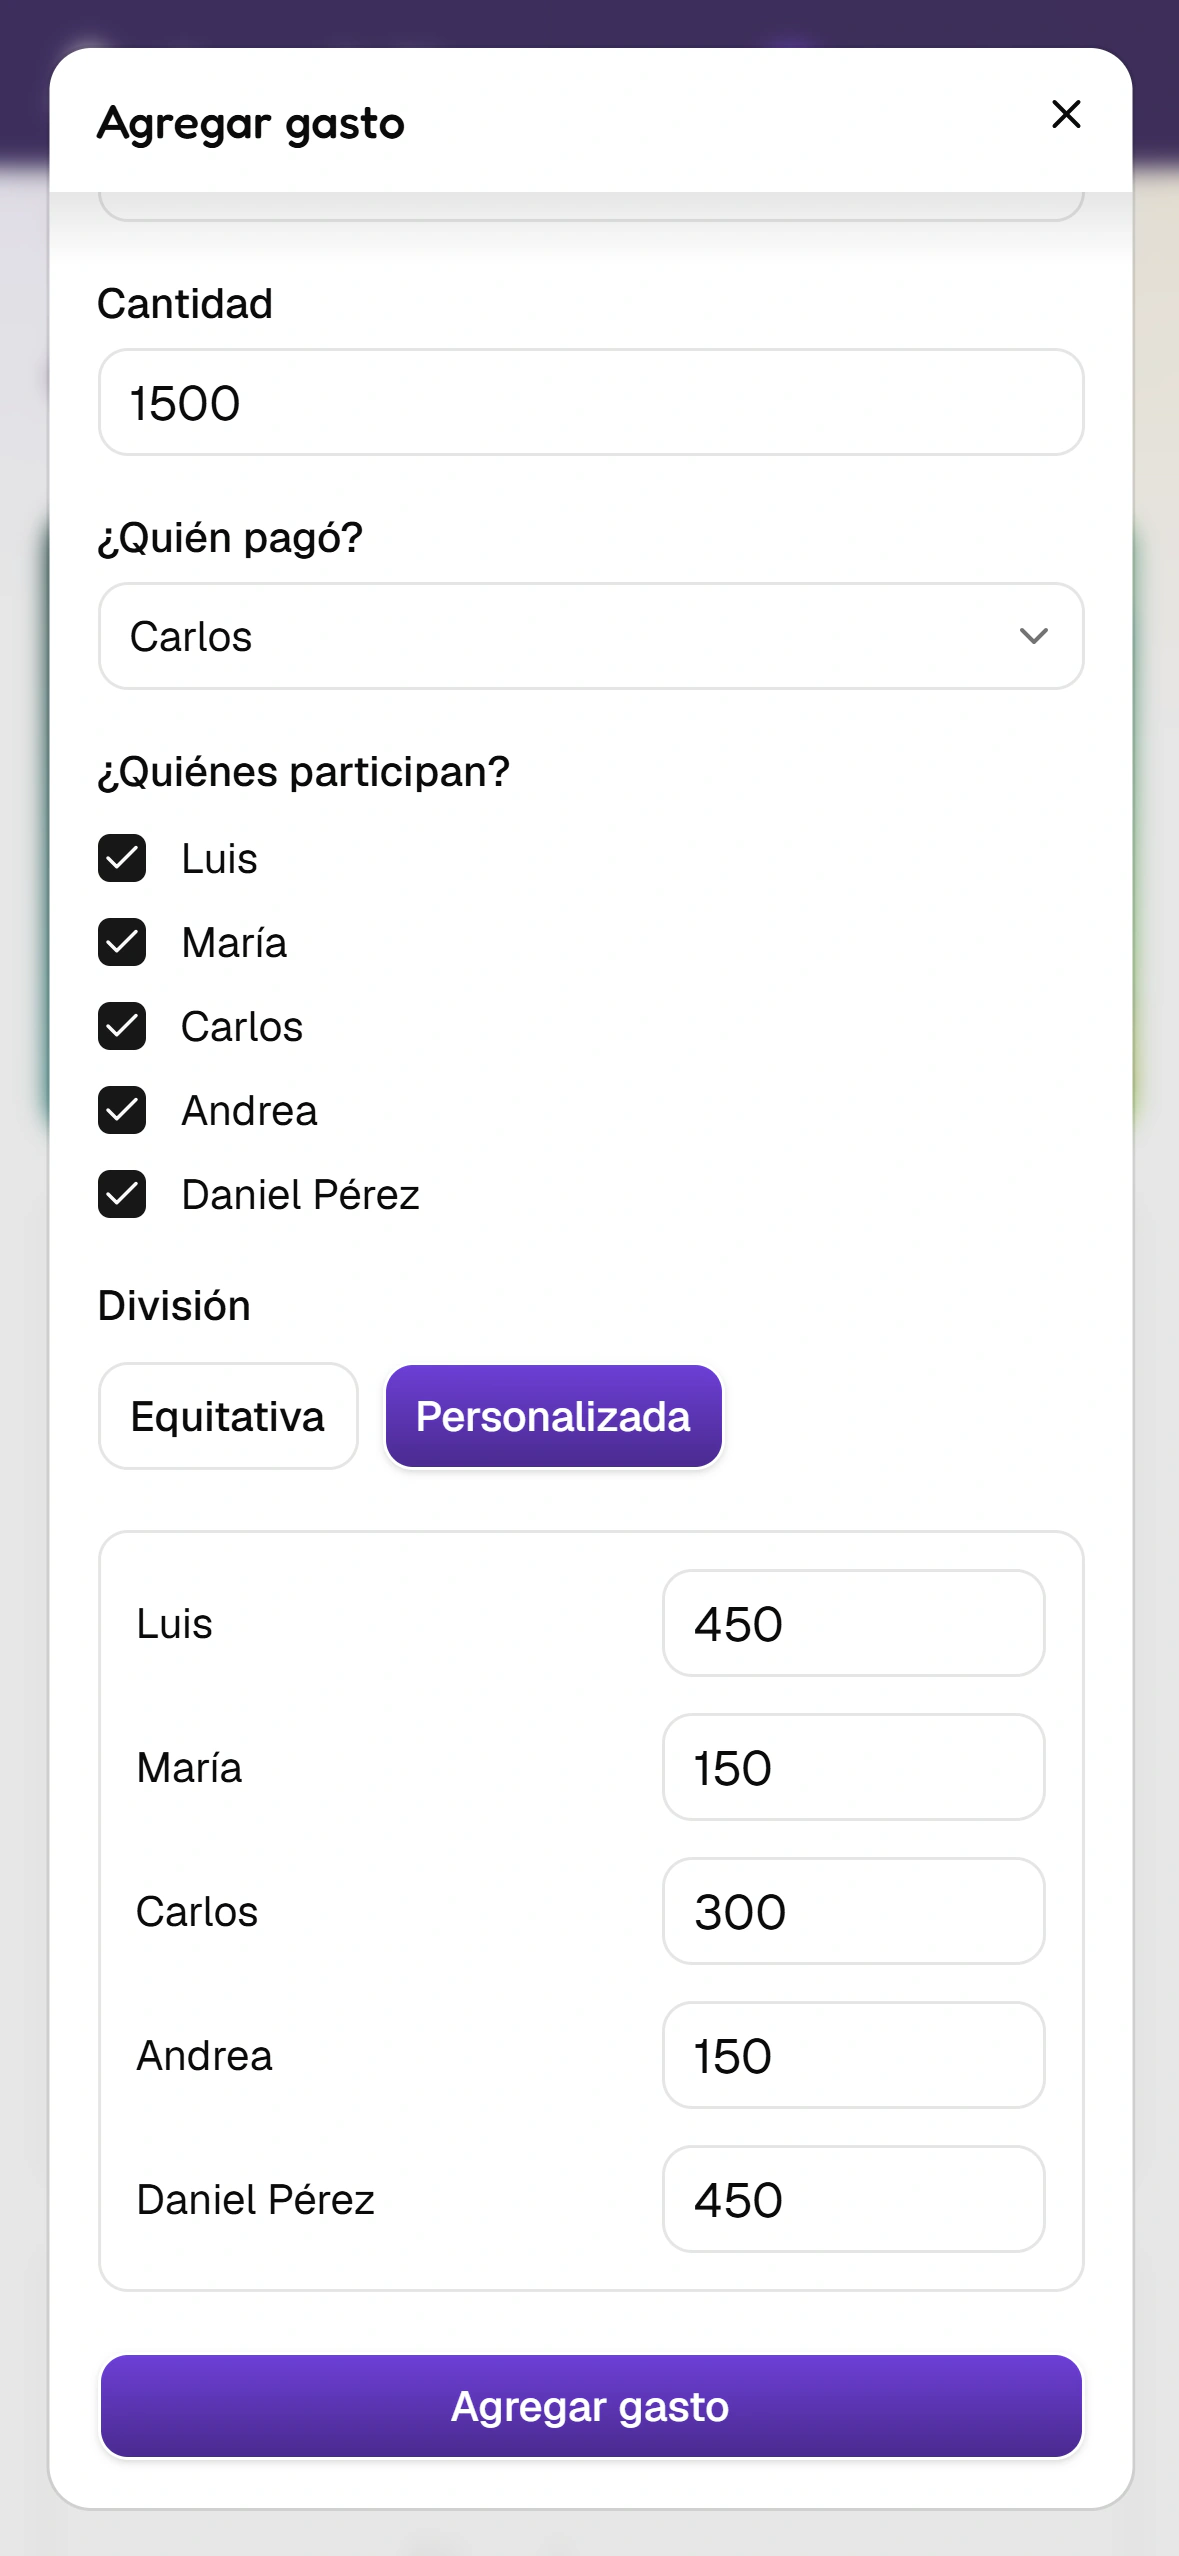 Agregar gasto
Cantidad
1500
¿Quién pagó?
Carlos
¿Quiénes participan?
Luis
María
Carlos
Andrea
Daniel Pérez
División
Equitativa Personalizada
Luis 450
María 150
Carlos 300
Andrea 150
Daniel Pérez 450
Agregar gasto